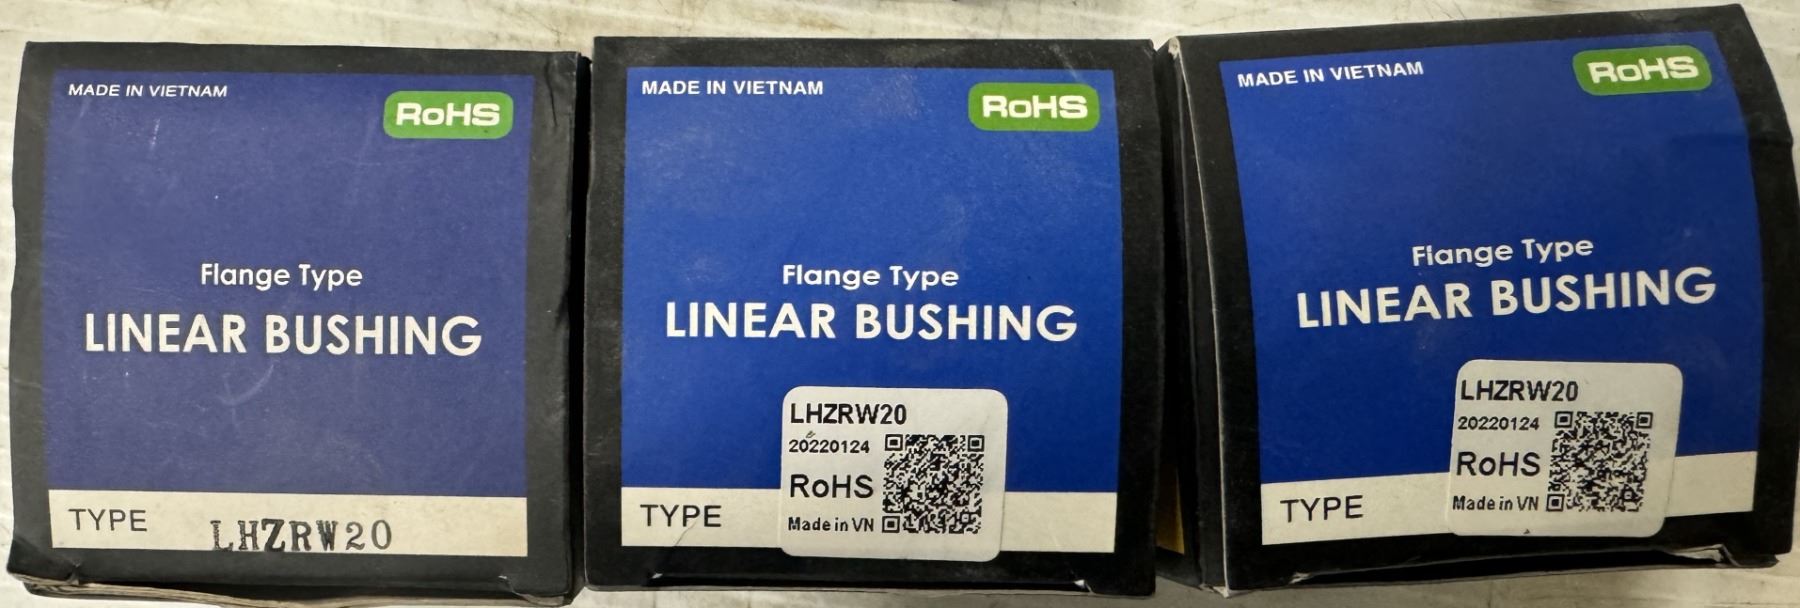 MADE IN VIETNAM
RoHS
Flange Type
LINEAR BUSHING
TYPE LHZRW20
MADE IN VIETNAM
RoHS
Flange Type
LINEAR BUSHING
TYPE
LHZRW20
20220124
RoHS
Made in VN
MADE IN VIETNAM
RoHS
Flange Type
LINEAR BUSHING
TYPE
LHZRW20
20220124
RoHS
Made in VN